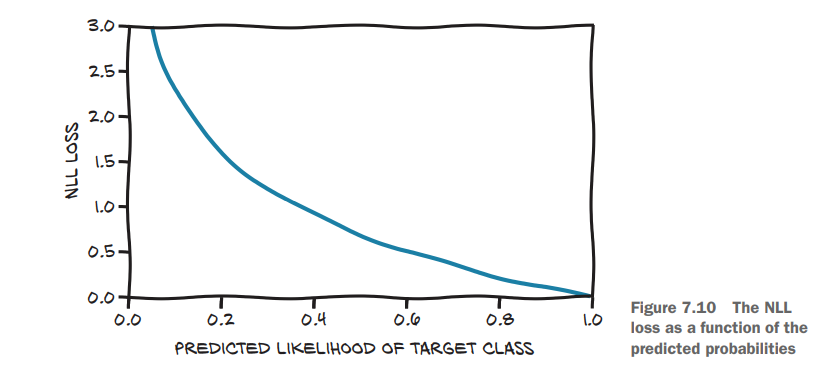 3.0
2.5
2.0
1.5
1.0
0.5
0.0
NLL LOSS
0.0 0.2 0.4 0.6 0.8 1.0
PREDICTED LIKELIHOOD OF TARGET CLASS
Figure 7.10 The NLL
loss as a function of the
predicted probabilities